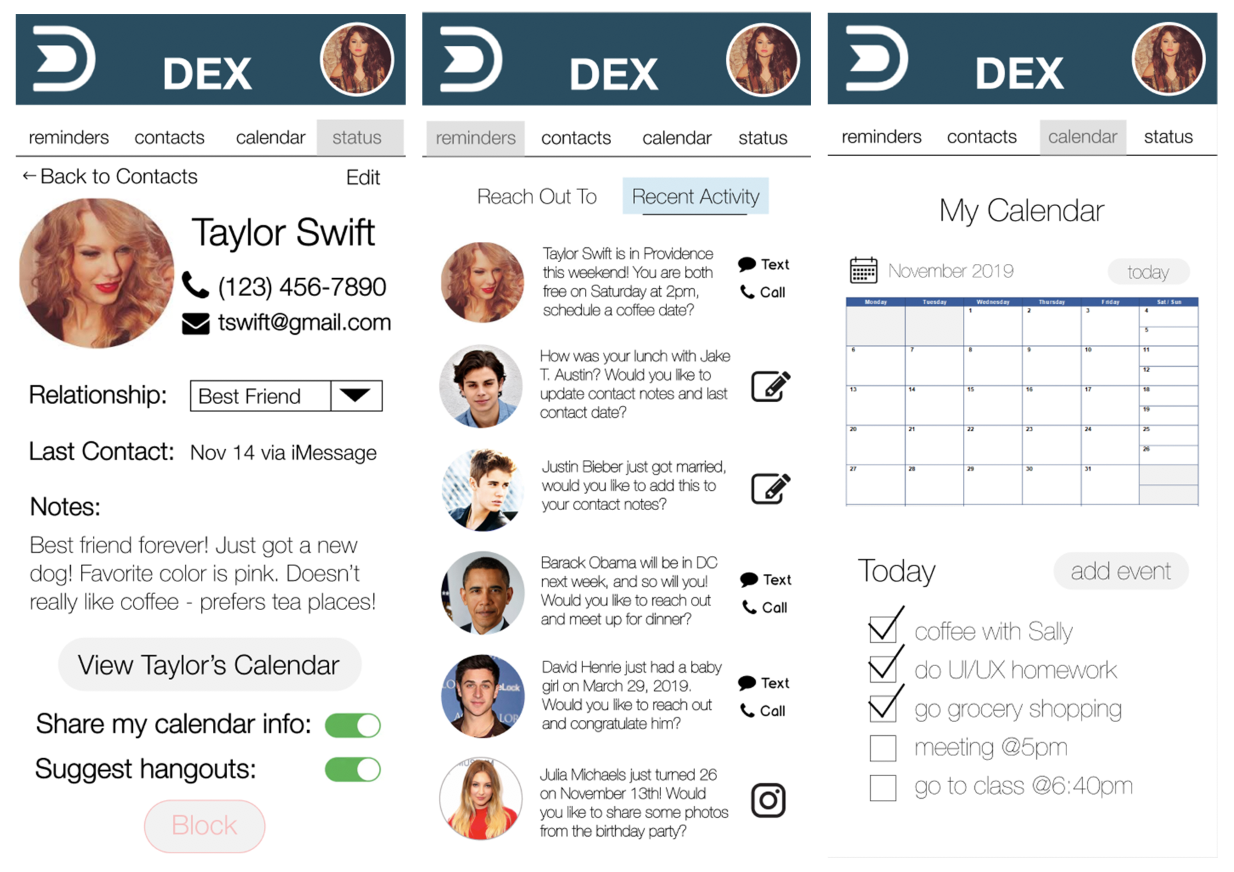 DEX
reminders contacts calendar status
←Back to Contacts Edit
Taylor Swift
(123) 456-7890
tswift@gmail.com
Relationship: Best Friend
Last Contact: Nov 14 via iMessage
Notes:
Best friend forever! Just got a new
dog! Favorite color is pink. Doesn't
really like coffee - prefers tea places!
View Taylor's Calendar
Share my calendar info:
Suggest hangouts:
Block
DEX
reminders contacts calendar status
Reach Out To Recent Activity
Taylor Swift is in Providence
this weekend! You are both
free on Saturday at 2pm,
schedule a coffee date?
Text
Call
How was your lunch with Jake
T. Austin? Would you like to
update contact notes and last
contact date?
Justin Bieber just got married,
would you like to add this to
your contact notes?
Barack Obama will be in DC
next week, and so will you!
Would you like to reach out
and meet up for dinner?
Text
Call
David Henrie just had a baby
girl on March 29, 2019.
Would you like to reach out
and congratulate him?
Text
Call
Julia Michaels just turned 26
on November 13th! Would
you like to share some photos
from the birthday party?
DEX
reminders contacts calendar status
My Calendar
November 2019 today
Monday Tuesday Wednesday Thursday Friday Sat / Sun
1 2 3 4
5
6 7 8 9 10 11
12
13 14 15 16 17 18
19
20 21 22 23 24 25
26
27 28 29 30 31
Today add event
coffee with Sally
do UI/UX homework
go grocery shopping
meeting @5pm
go to class @6:40pm